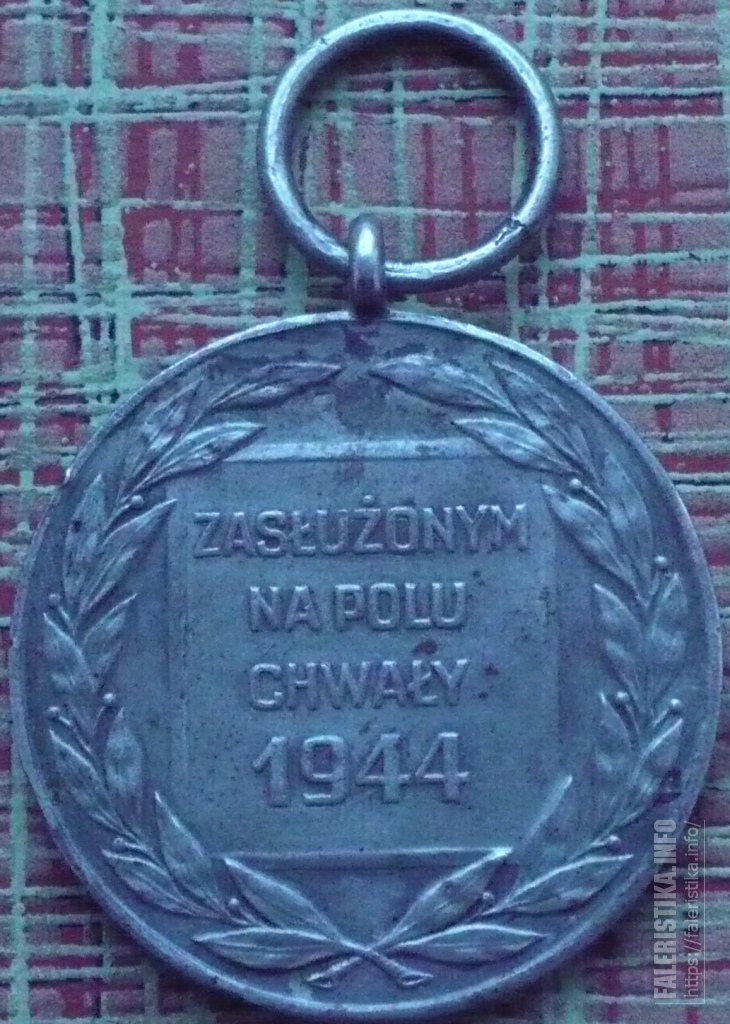 ZASŁUŻONYM
NA POLU
CHWAŁY
1944
FALERISTIKA.INFO
https://faleristika.info/